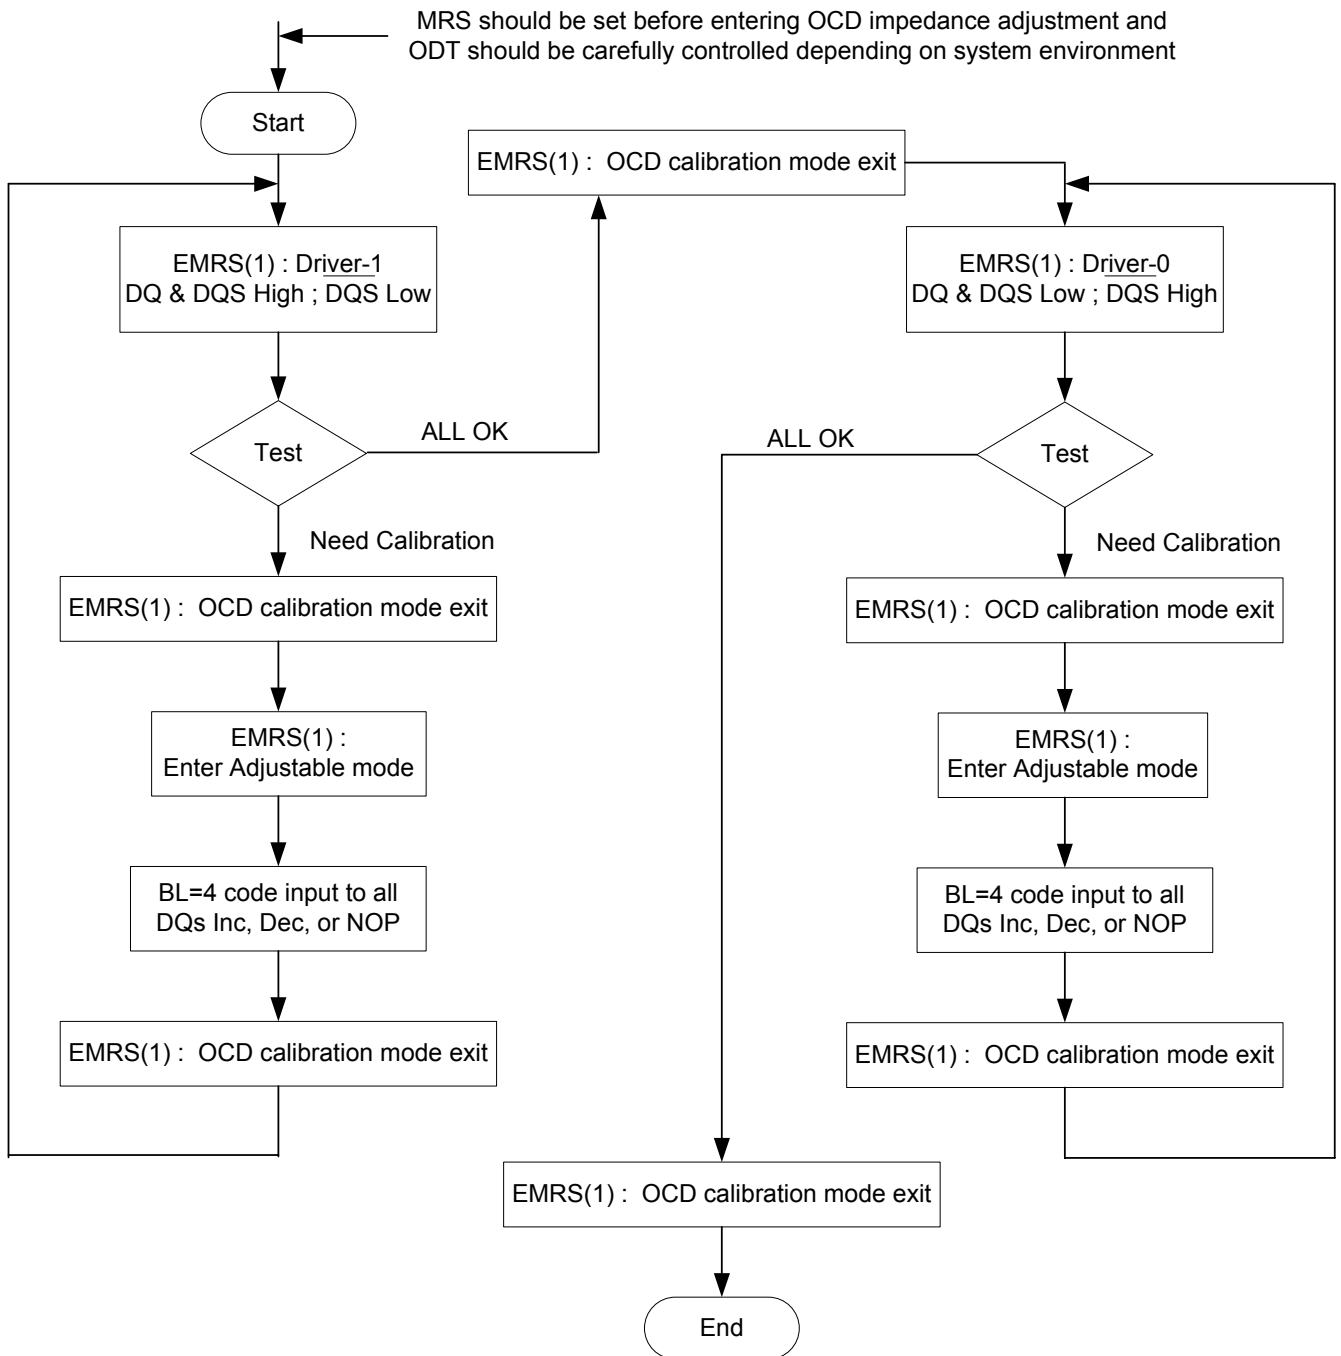 MRS should be set before entering OCD impedance adjustment and
ODT should be carefully controlled depending on system environment
Start
EMRS(1) : Driver-1
DQ & DQS High ; DQS Low
Test
ALL OK
Need Calibration
EMRS(1) : OCD calibration mode exit
EMRS(1) :
Enter Adjustable mode
BL=4 code input to all
DQs Inc, Dec, or NOP
EMRS(1) : OCD calibration mode exit
EMRS(1) : OCD calibration mode exit
EMRS(1) : Driver-0
DQ & DQS Low ; DQS High
Test
ALL OK
Need Calibration
EMRS(1) : OCD calibration mode exit
EMRS(1) :
Enter Adjustable mode
BL=4 code input to all
DQs Inc, Dec, or NOP
EMRS(1) : OCD calibration mode exit
EMRS(1) : OCD calibration mode exit
End